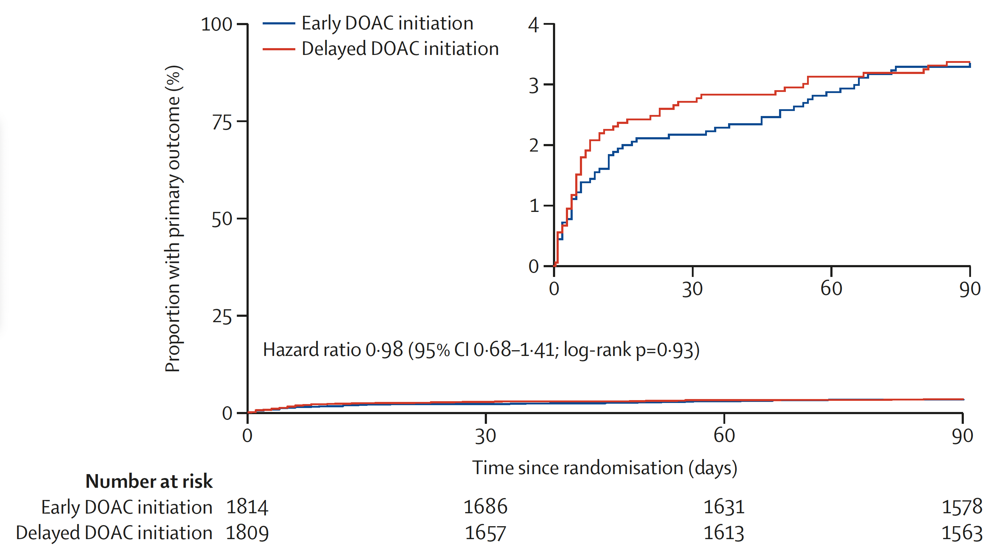 Proportion with primary outcome (%)
100
75
50
25
0
Early DOAC initiation
Delayed DOAC initiation
4
3
2
1
0
0 30 60 90
Hazard ratio 0·98 (95% CI 0·68–1·41; log-rank p=0·93)
0 30 60 90
Time since randomisation (days)
Number at risk
Early DOAC initiation 1814 1686 1631 1578
Delayed DOAC initiation 1809 1657 1613 1563